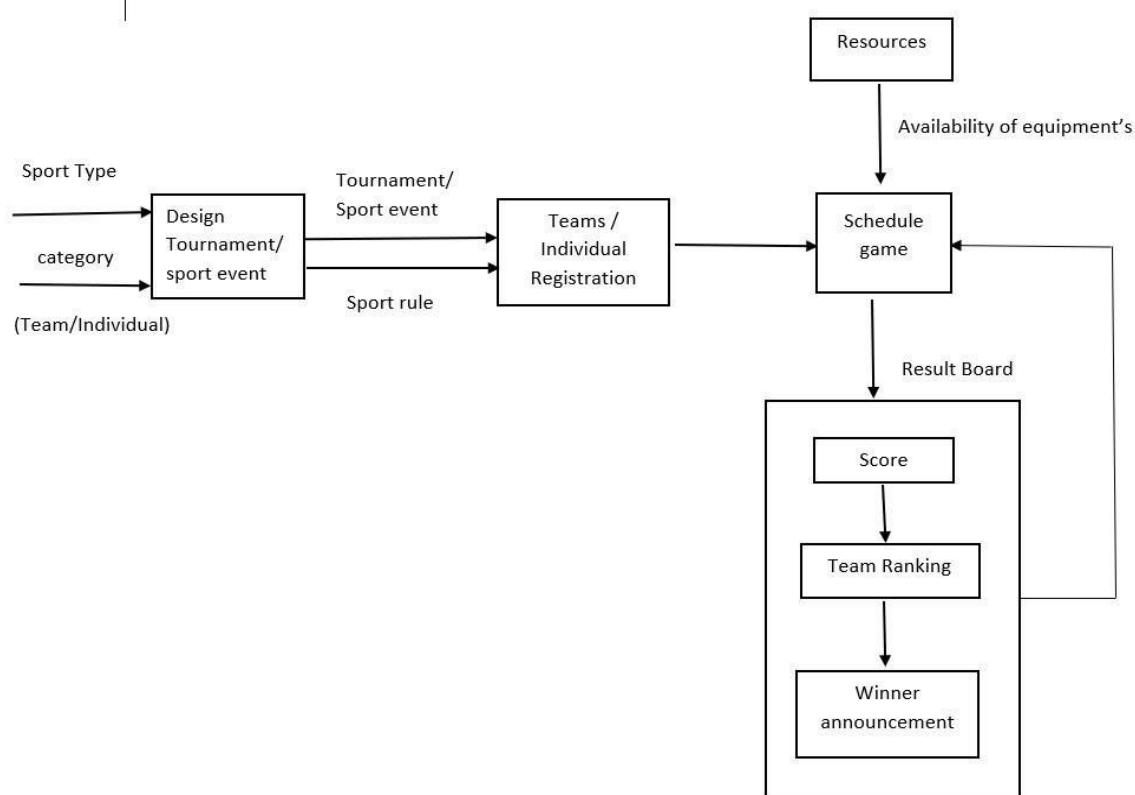 Resources
Availability of equipment's
Sport Type
Design
Tournament/
sport event
category
(Team/Individual)
Tournament/
Sport event
Sport rule
Teams /
Individual
Registration
Schedule
game
Result Board
Score
Team Ranking
Winner
announcement